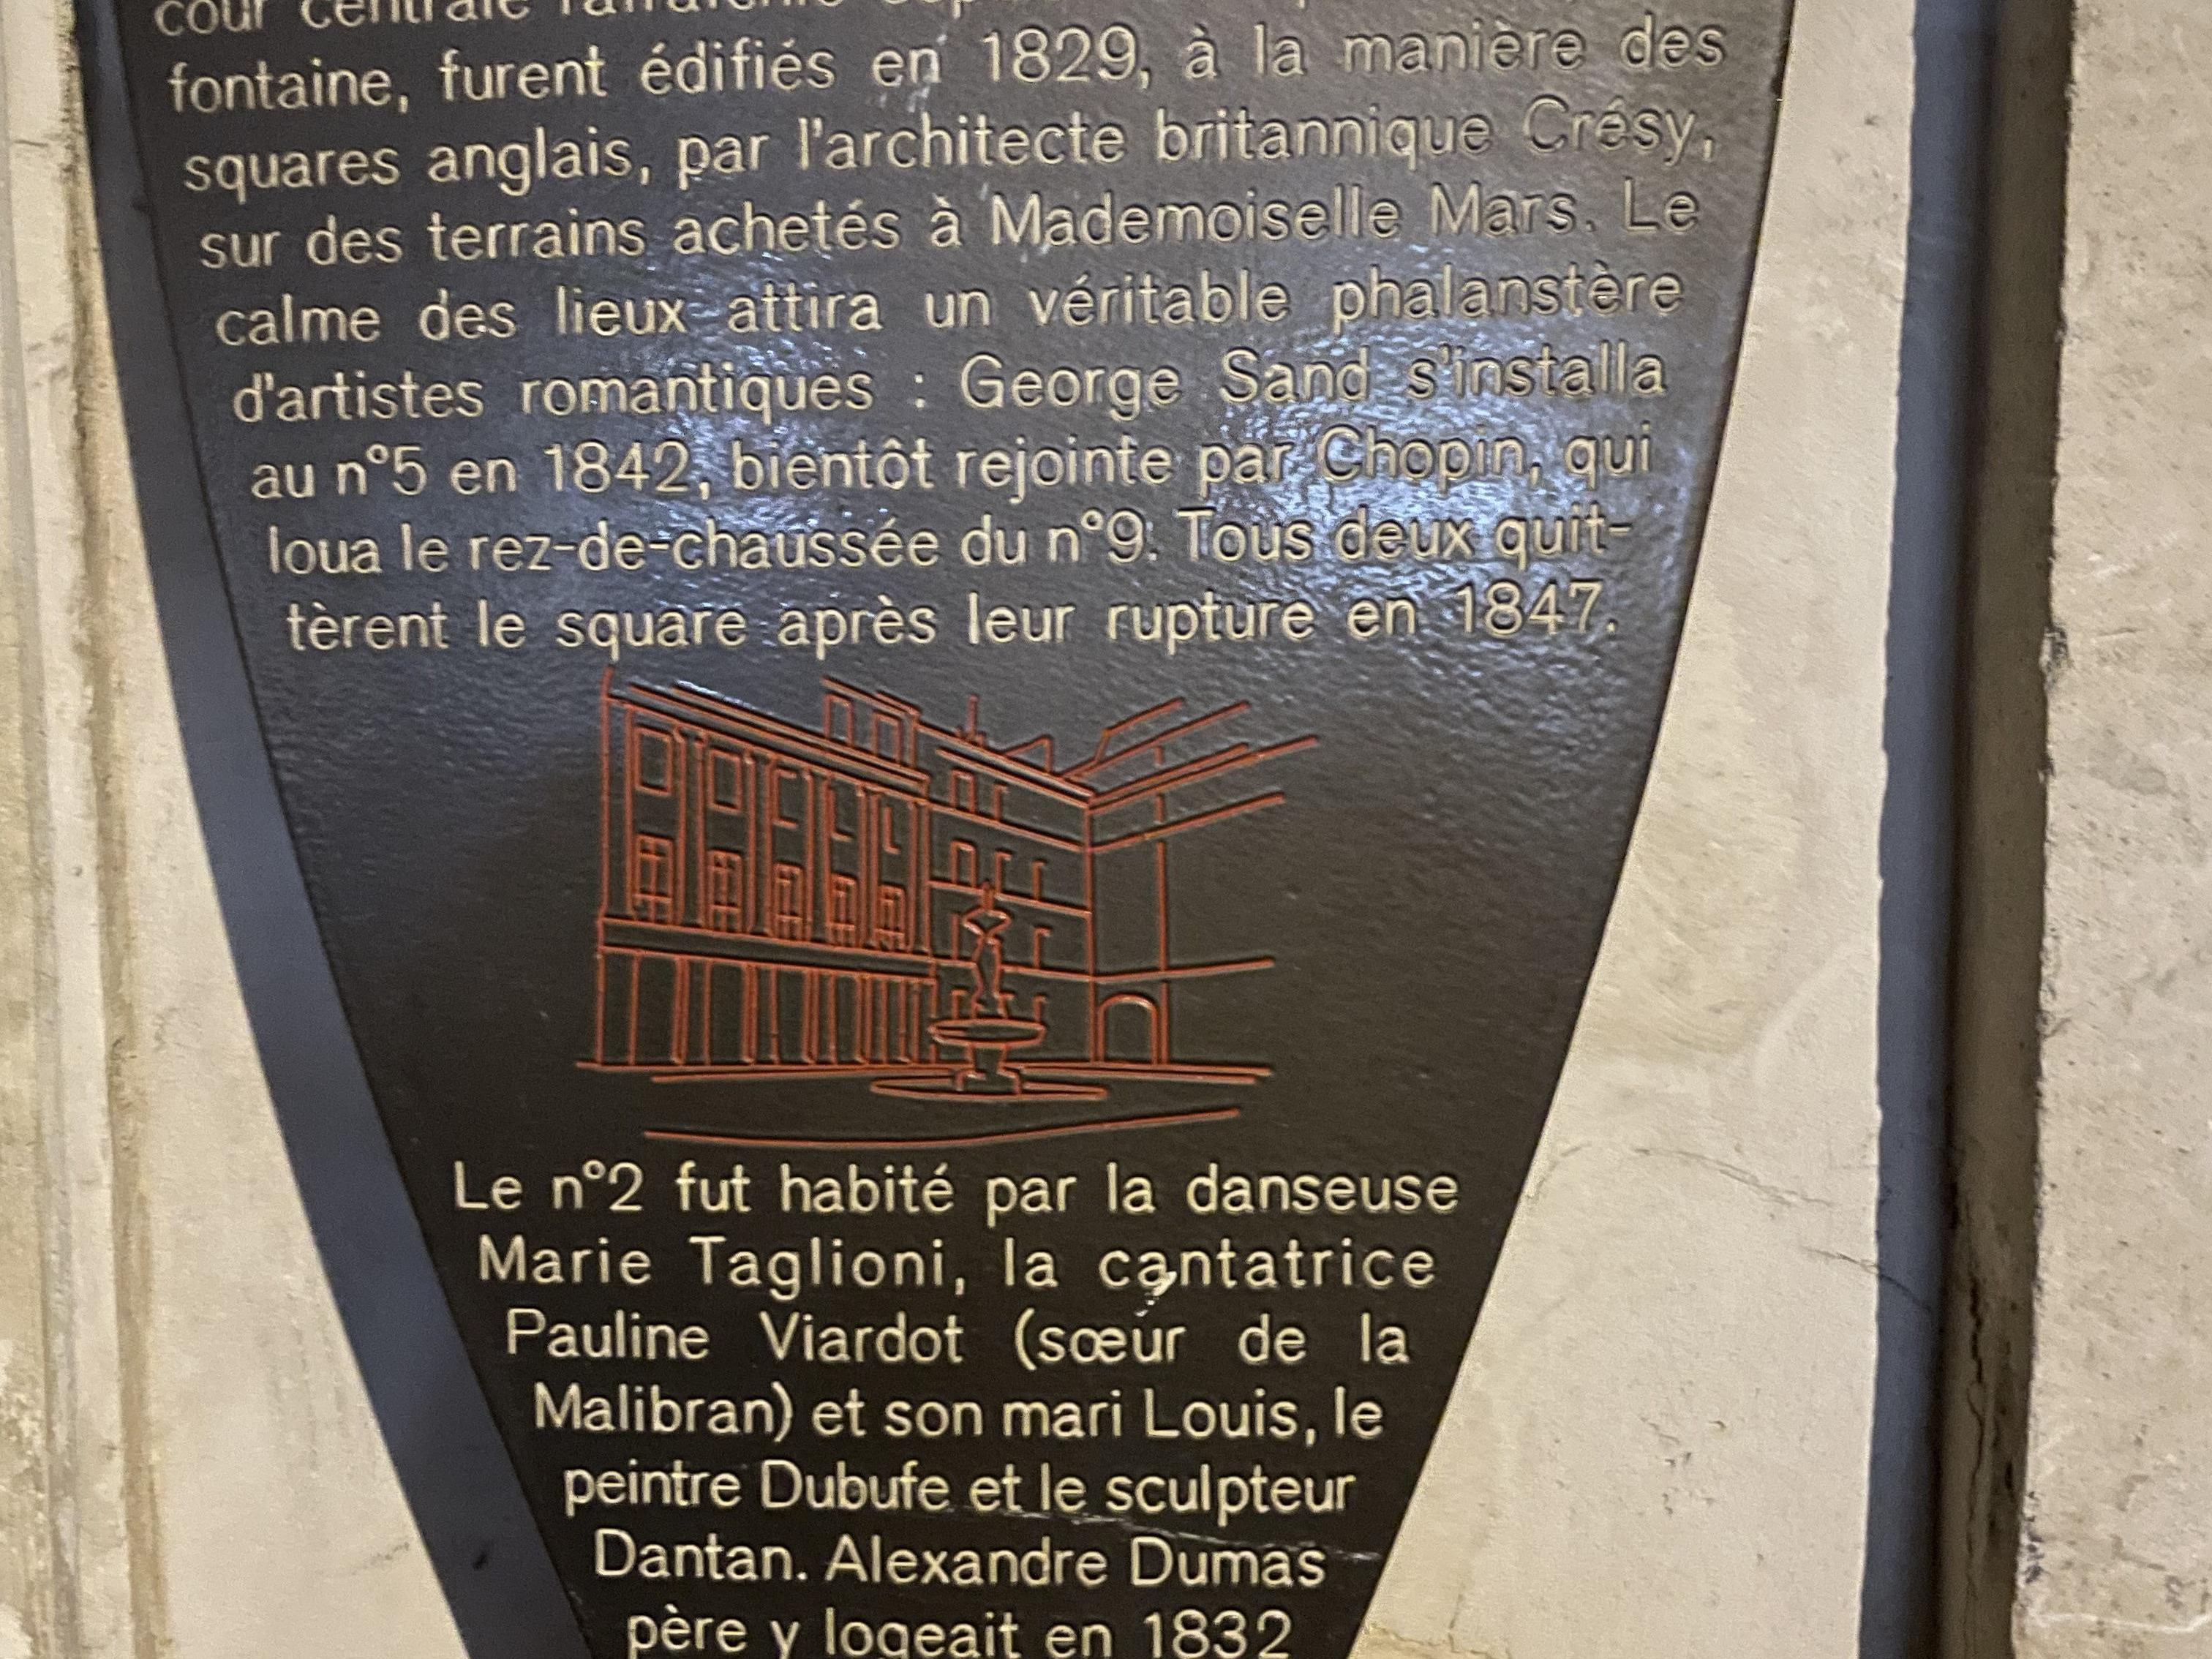 cour centrale rafraîchie
fontaine, furent édifiés en 1829, à la manière des
squares anglais, par l'architecte britannique Crésy,
sur des terrains achetés à Mademoiselle Mars. Le
calme des lieux attira un véritable phalanstère
d'artistes romantiques : George Sand s'installa
au n°5 en 1842, bientôt rejointe par Chopin, qui
loua le rez-de-chaussée du n°9. Tous deux quit-
tèrent le square après leur rupture en 1847.
Le n°2 fut habité par la danseuse
Marie Taglioni, la cantatrice
Pauline Viardot (sœur de la
Malibran) et son mari Louis, le
peintre Dubufe et le sculpteur
Dantan. Alexandre Dumas
père y logeait en 1832